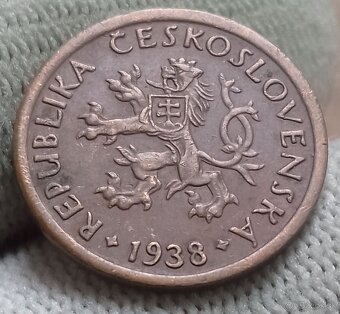 REPUBLIKA ČESKOSLOVENSKÁ
• 1938 •